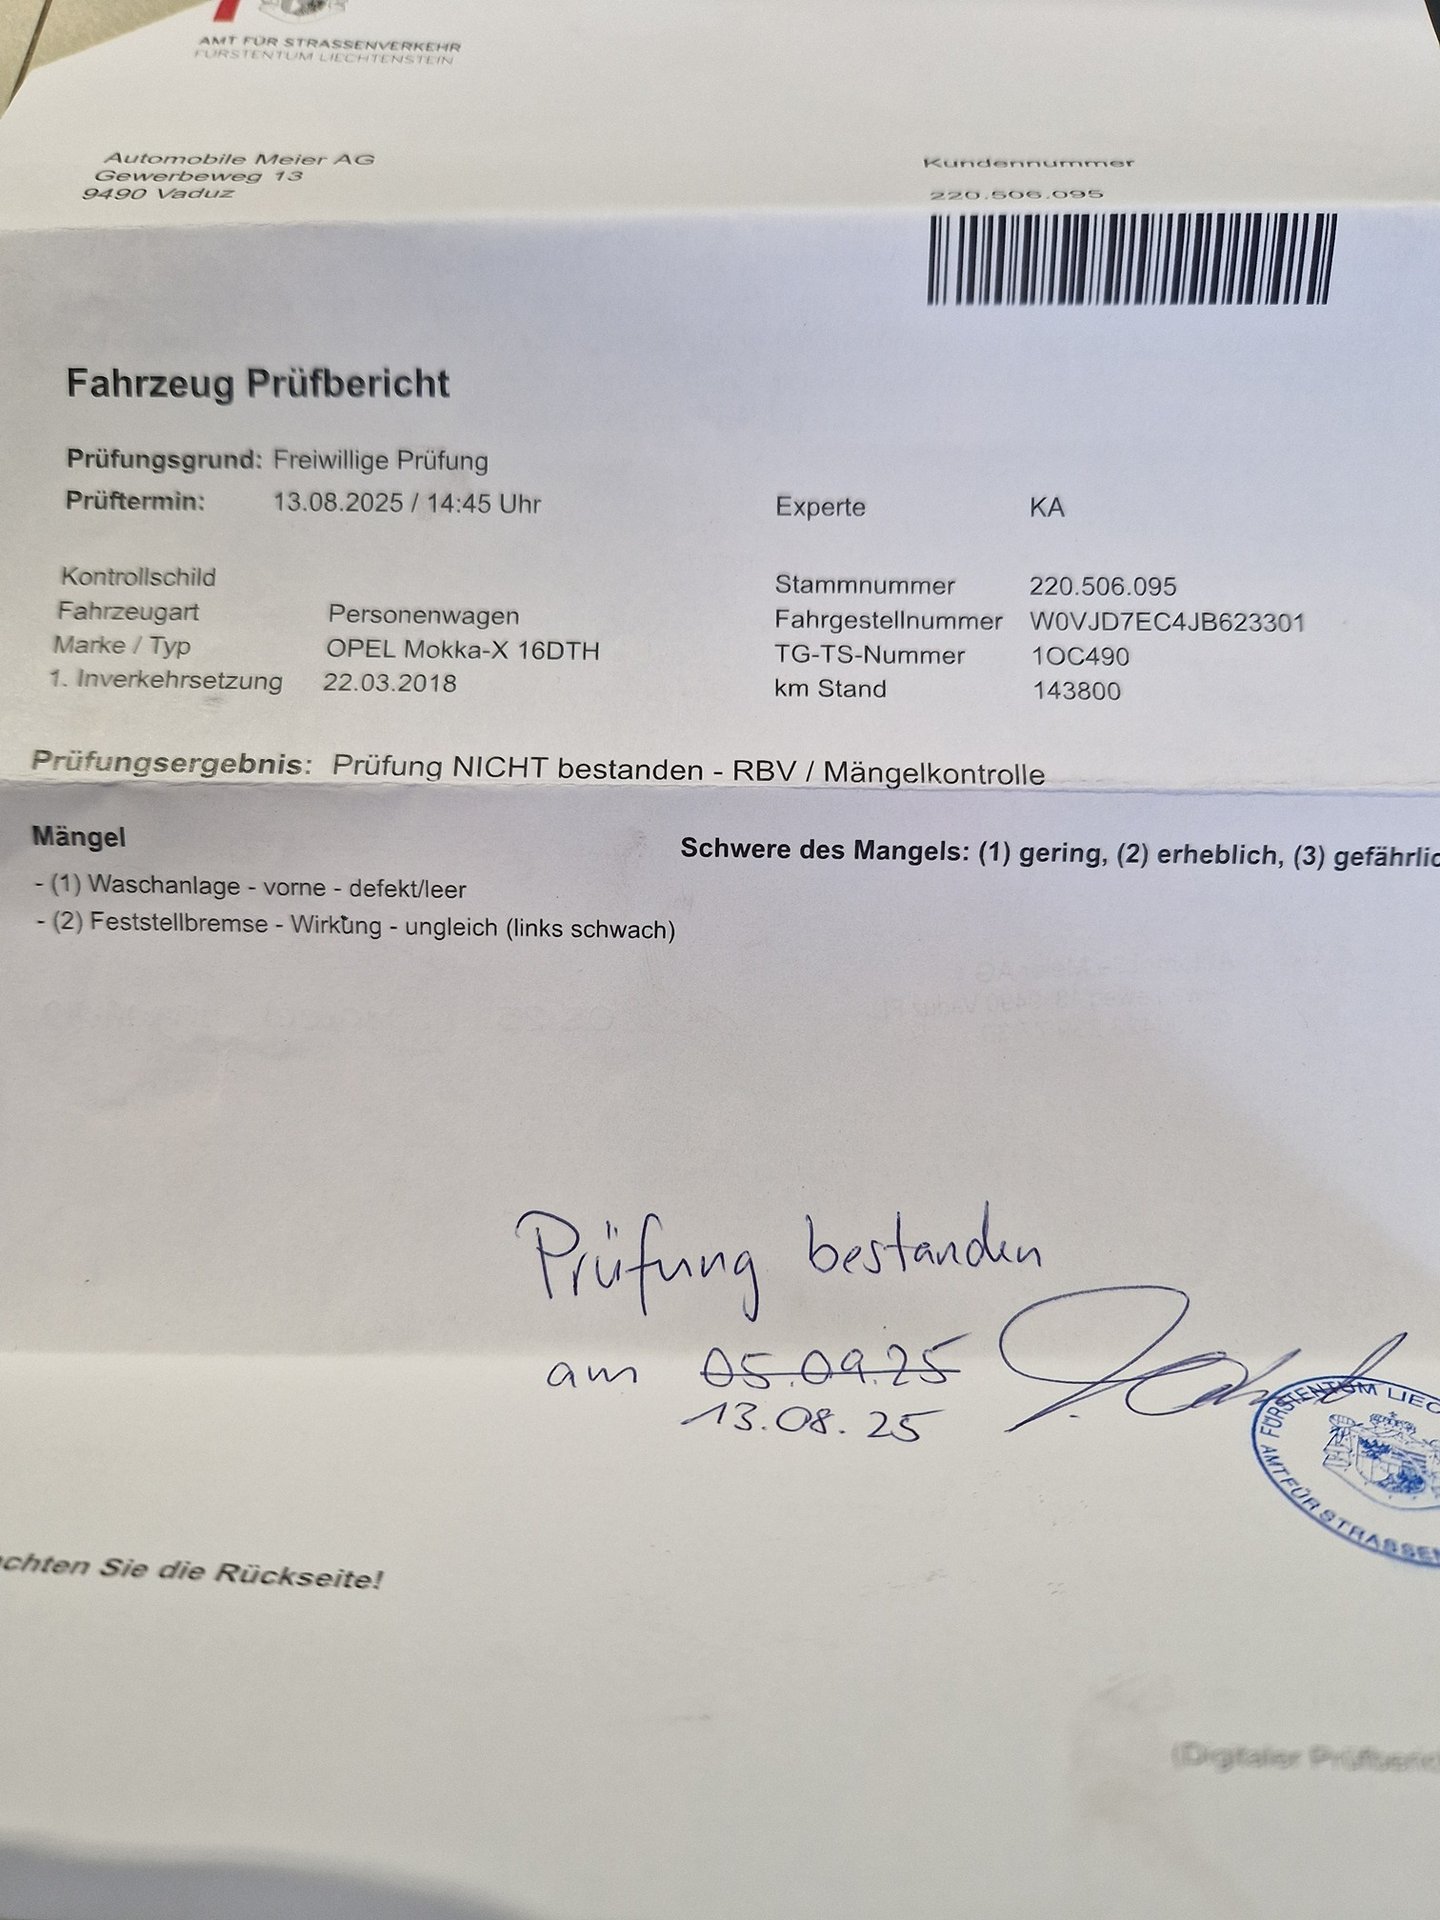 AMT FÜR STRASSENVERKEHR
FÜRSTENTUM LIECHTENSTEIN
Automobile Meier AG
Gewerbeweg 13
9490 Vaduz
Kundennummer
220.506.095
Fahrzeug Prüfbericht
Prüfungsgrund: Freiwillige Prüfung
Prüftermin: 13.08.2025 / 14:45 Uhr
Experte KA
Kontrollschild
Fahrzeugart Personenwagen
Marke / Typ OPEL Mokka-X 16DTH
1. Inverkehrsetzung 22.03.2018
Stammnummer 220.506.095
Fahrgestellnummer W0VJD7EC4JB623301
TG-TS-Nummer 1OC490
km Stand 143800
Prüfungsergebnis: Prüfung NICHT bestanden - RBV / Mängelkontrolle
Mängel
Schwere des Mangels: (1) gering, (2) erheblich, (3) gefährlic
- (1) Waschanlage - vorne - defekt/leer
- (2) Feststellbremse - Wirkung - ungleich (links schwach)
Prüfung bestanden
am 05.09.25
13.08.25
FÜRSTENTUM LIEC
AMT FÜR STRASSEN
achten Sie die Rückseite!
(Digitaler Prüfberic